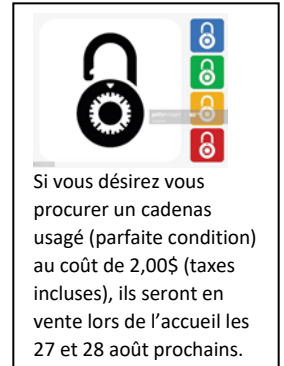 Si vous désirez vous
procurer un cadenas
usagé (parfaite condition)
au coût de 2,00$ (taxes
incluses), ils seront en
vente lors de l’accueil les
27 et 28 août prochains.